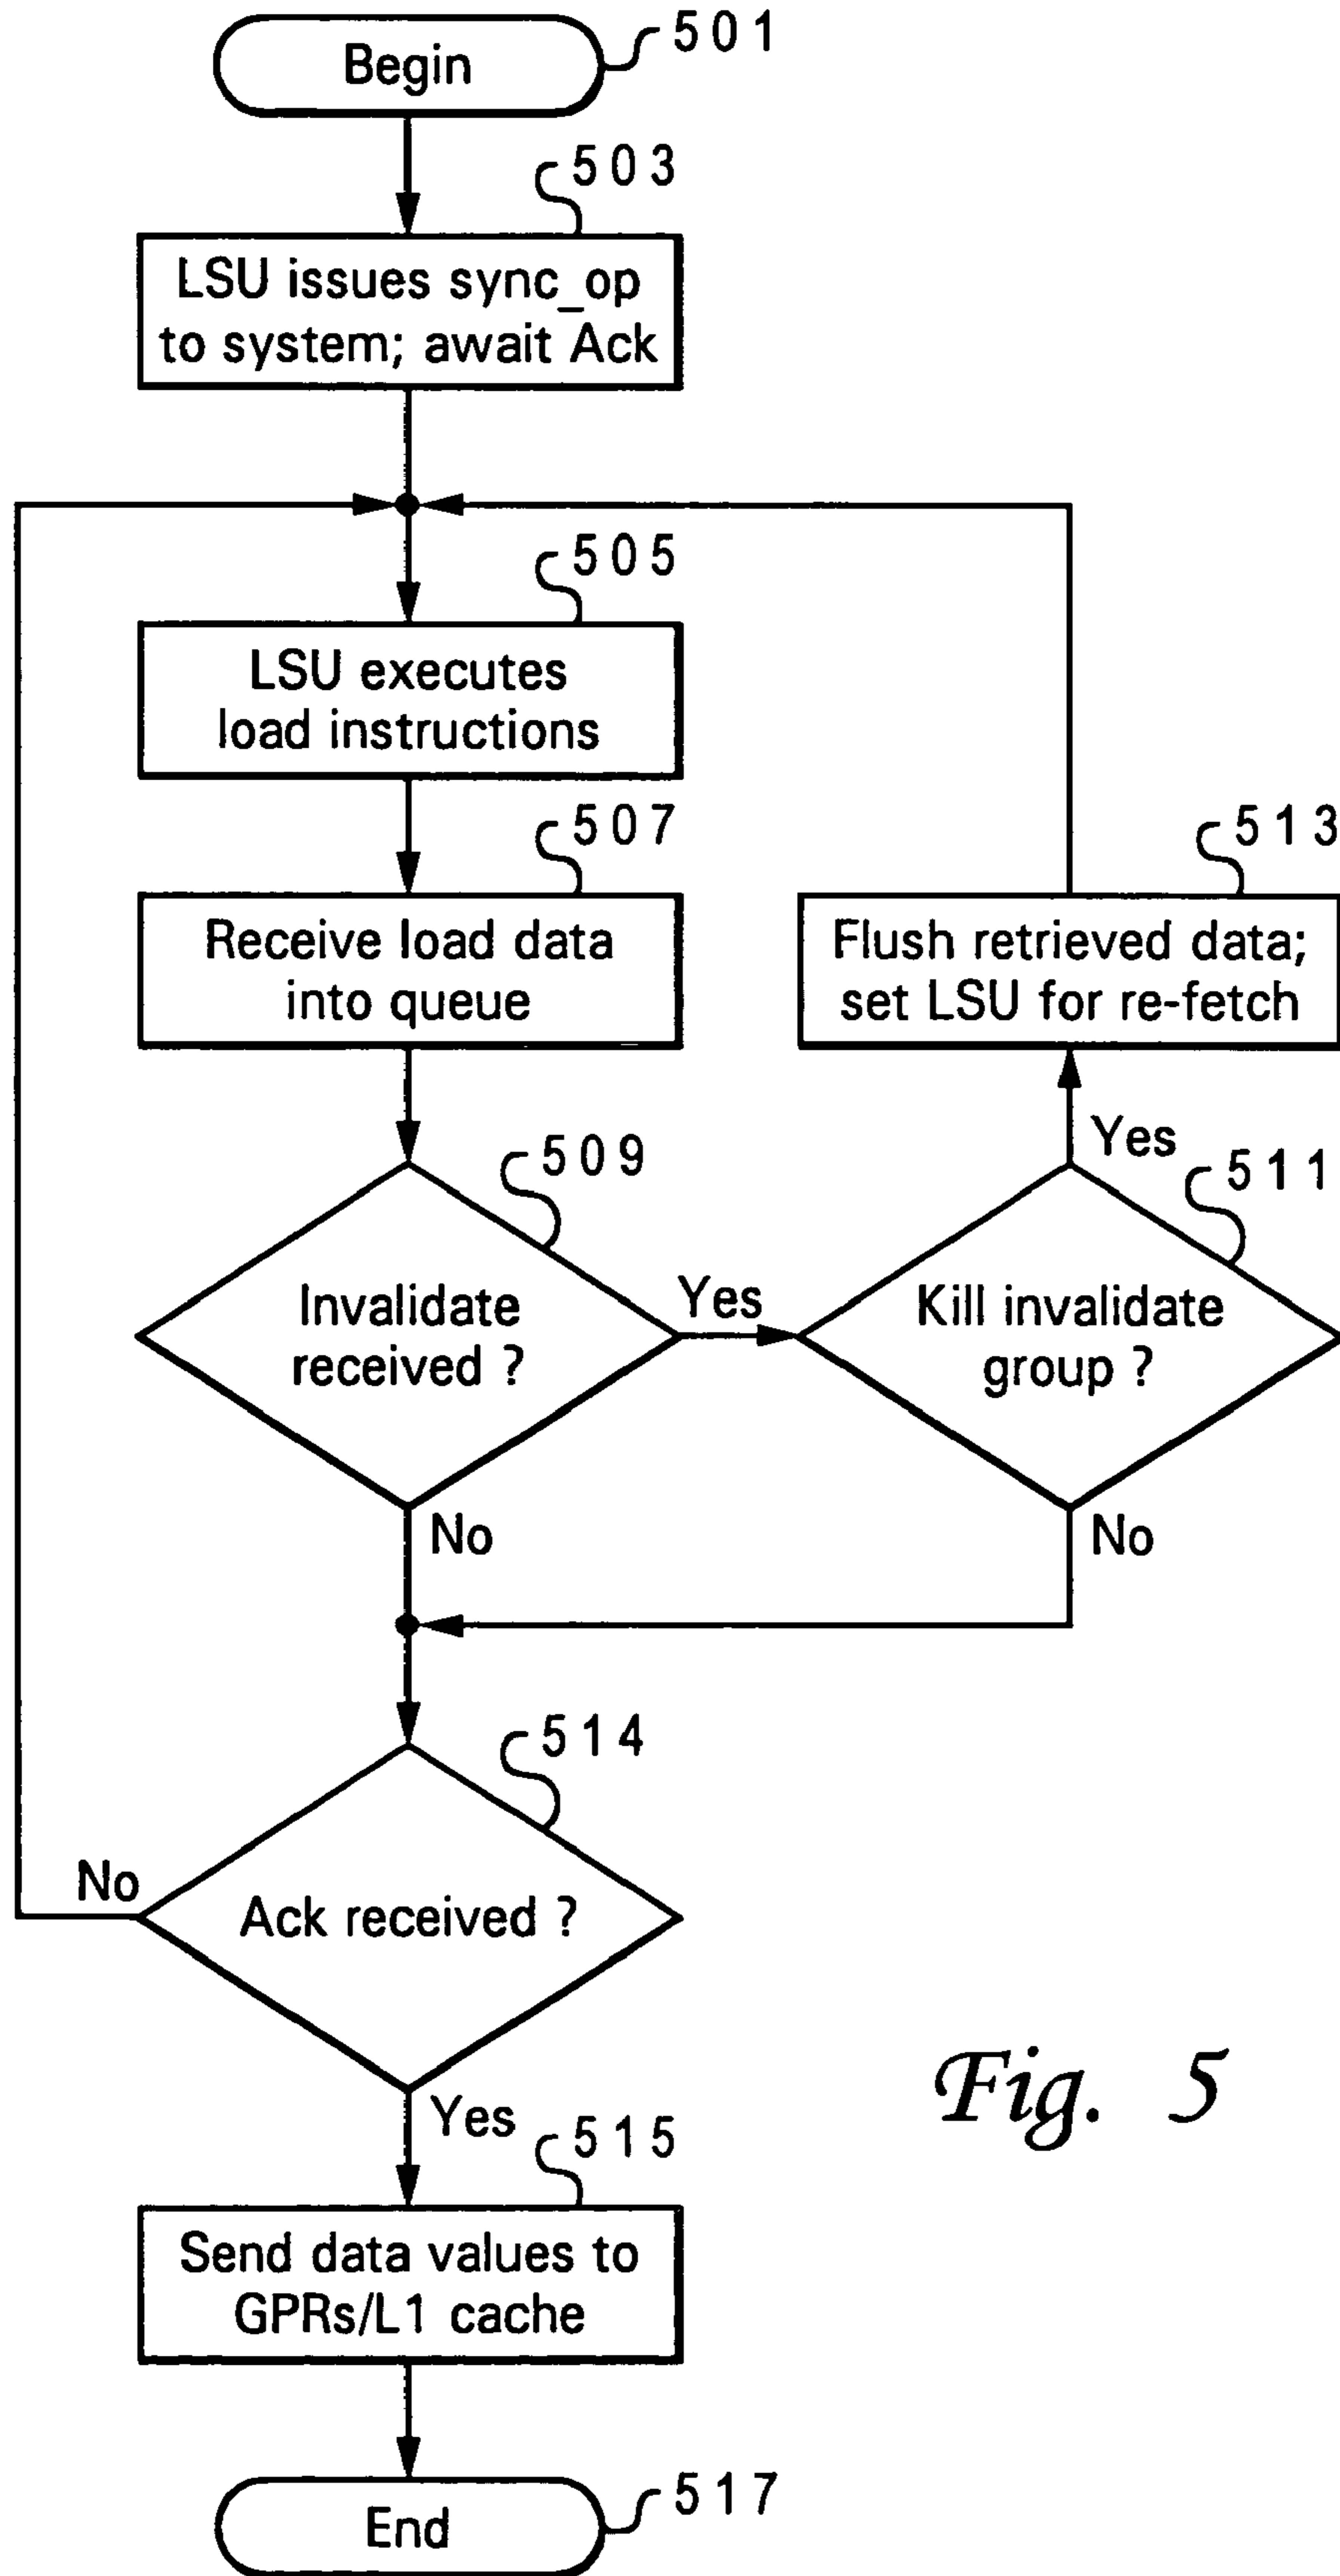 Begin
501
503
LSU issues sync_op
to system; await Ack
505
LSU executes
load instructions
507
Receive load data
into queue
513
Flush retrieved data;
set LSU for re-fetch
509
Invalidate
received ?
Yes
No
511
Kill invalidate
group ?
Yes
No
514
Ack received ?
No
Yes
515
Send data values to
GPRs/L1 cache
End
517
Fig. 5